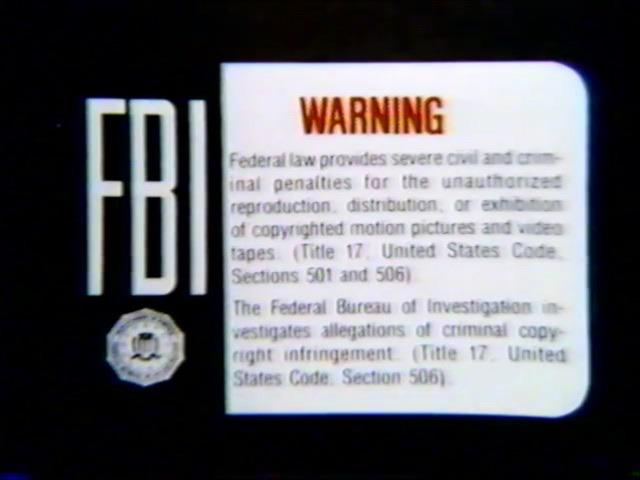 FBI
WARNING
Federal law provides severe civil and crim-
inal penalties for the unauthorized
reproduction, distribution, or exhibition
of copyrighted motion pictures and video
tapes. (Title 17, United States Code,
Sections 501 and 506).
The Federal Bureau of Investigation in-
vestigates allegations of criminal copy-
right infringement. (Title 17, United
States Code, Section 506).